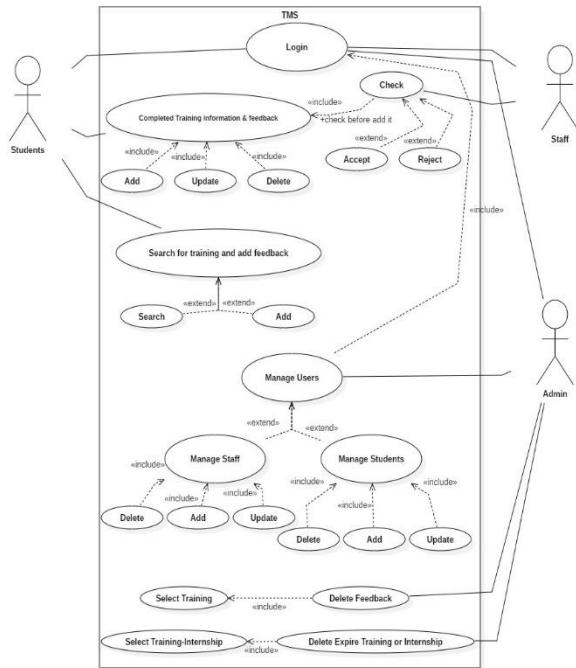 TMS
Login
Students
Staff
Check
«include»
+check before add it
Completed Training information & feedback
«include»
«include»
«include»
«extend»
«extend»
Accept
Reject
Add
Update
Delete
«include»
Search for training and add feedback
«extend»
«extend»
Search
Add
Manage Users
Admin
«extend»
«extend»
Manage Staff
Manage Students
«include»
«include»
«include»
«include»
«include»
«include»
Delete
Add
Update
Delete
Add
Update
Select Training
«include»
Delete Feedback
Select Training-Internship
«include»
Delete Expire Training or Internship